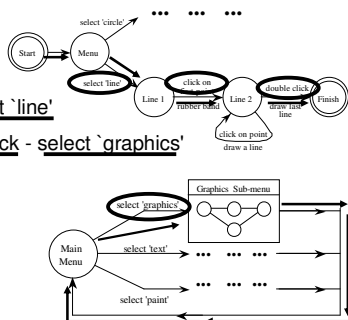 select 'circle'
... ... ...
Start
Menu
select 'line'
click on
rubber band
double click
draw last
line
Line 1
Line 2
Finish
click on point
draw a line
t `line'
ck - select `graphics'
Graphics Sub-menu
select 'graphics'
Main
Menu
select 'text'
... ... ...
... ... ...
select 'paint'